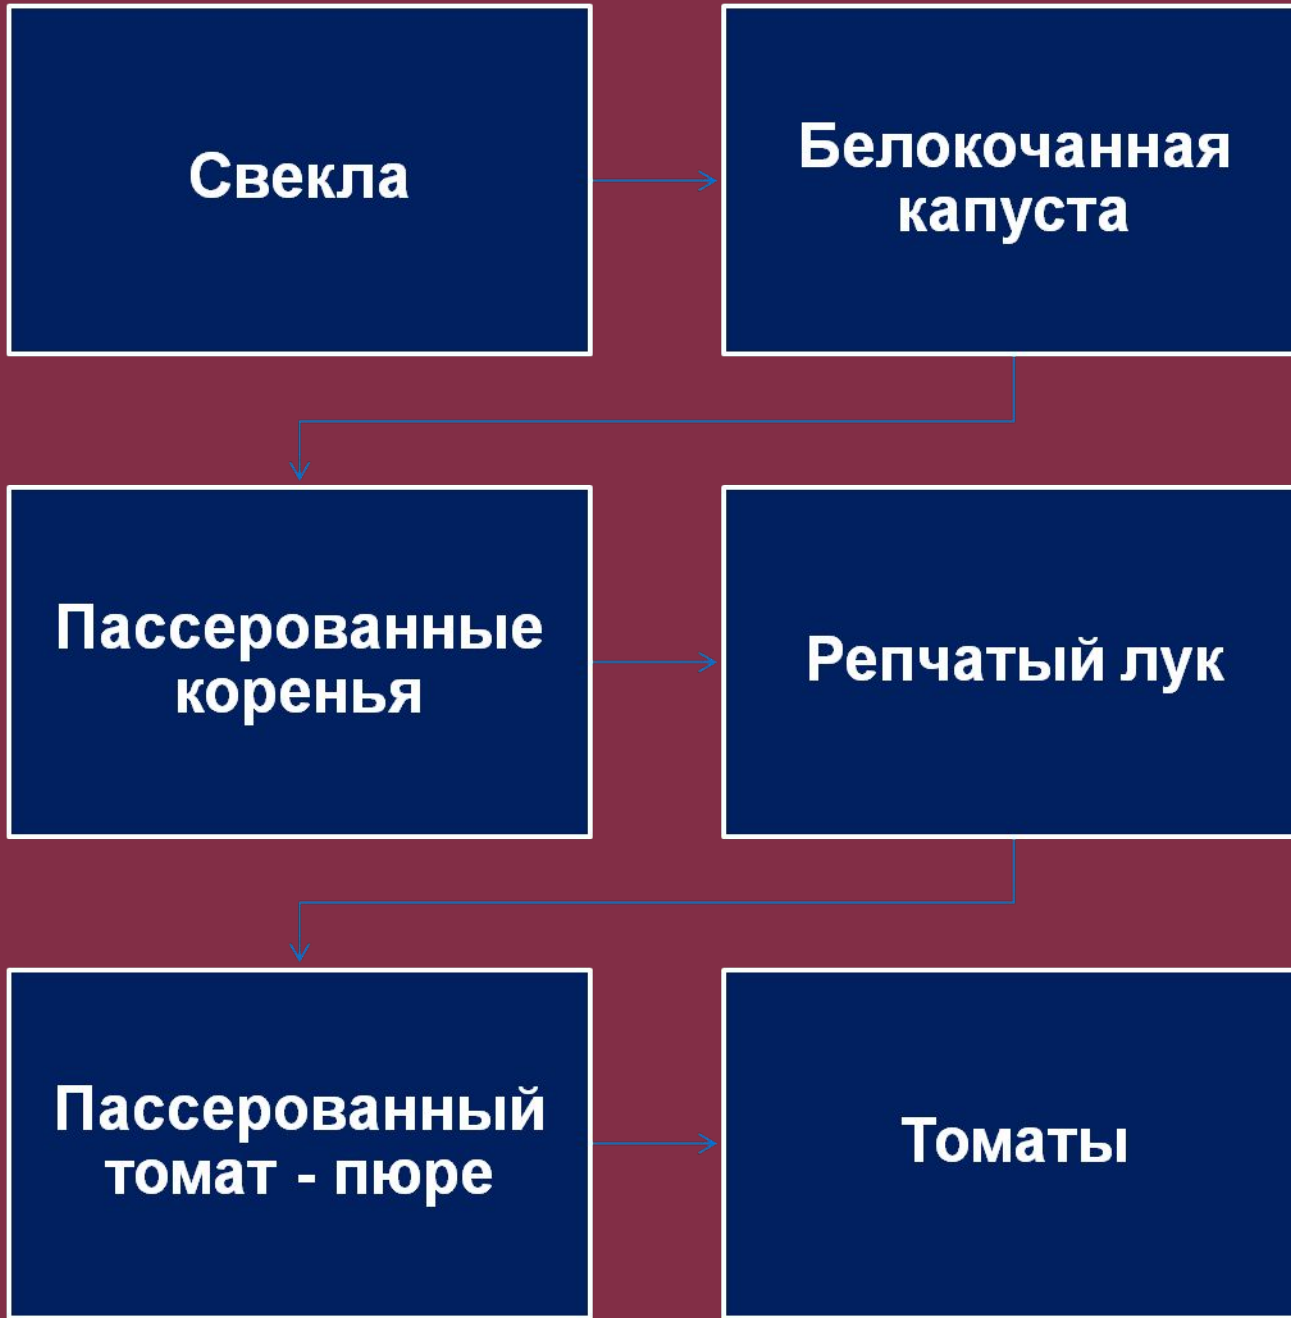 Свекла
Белокочанная
капуста
Пассерованные
коренья
Репчатый лук
Пассерованный
томат - пюре
Томаты